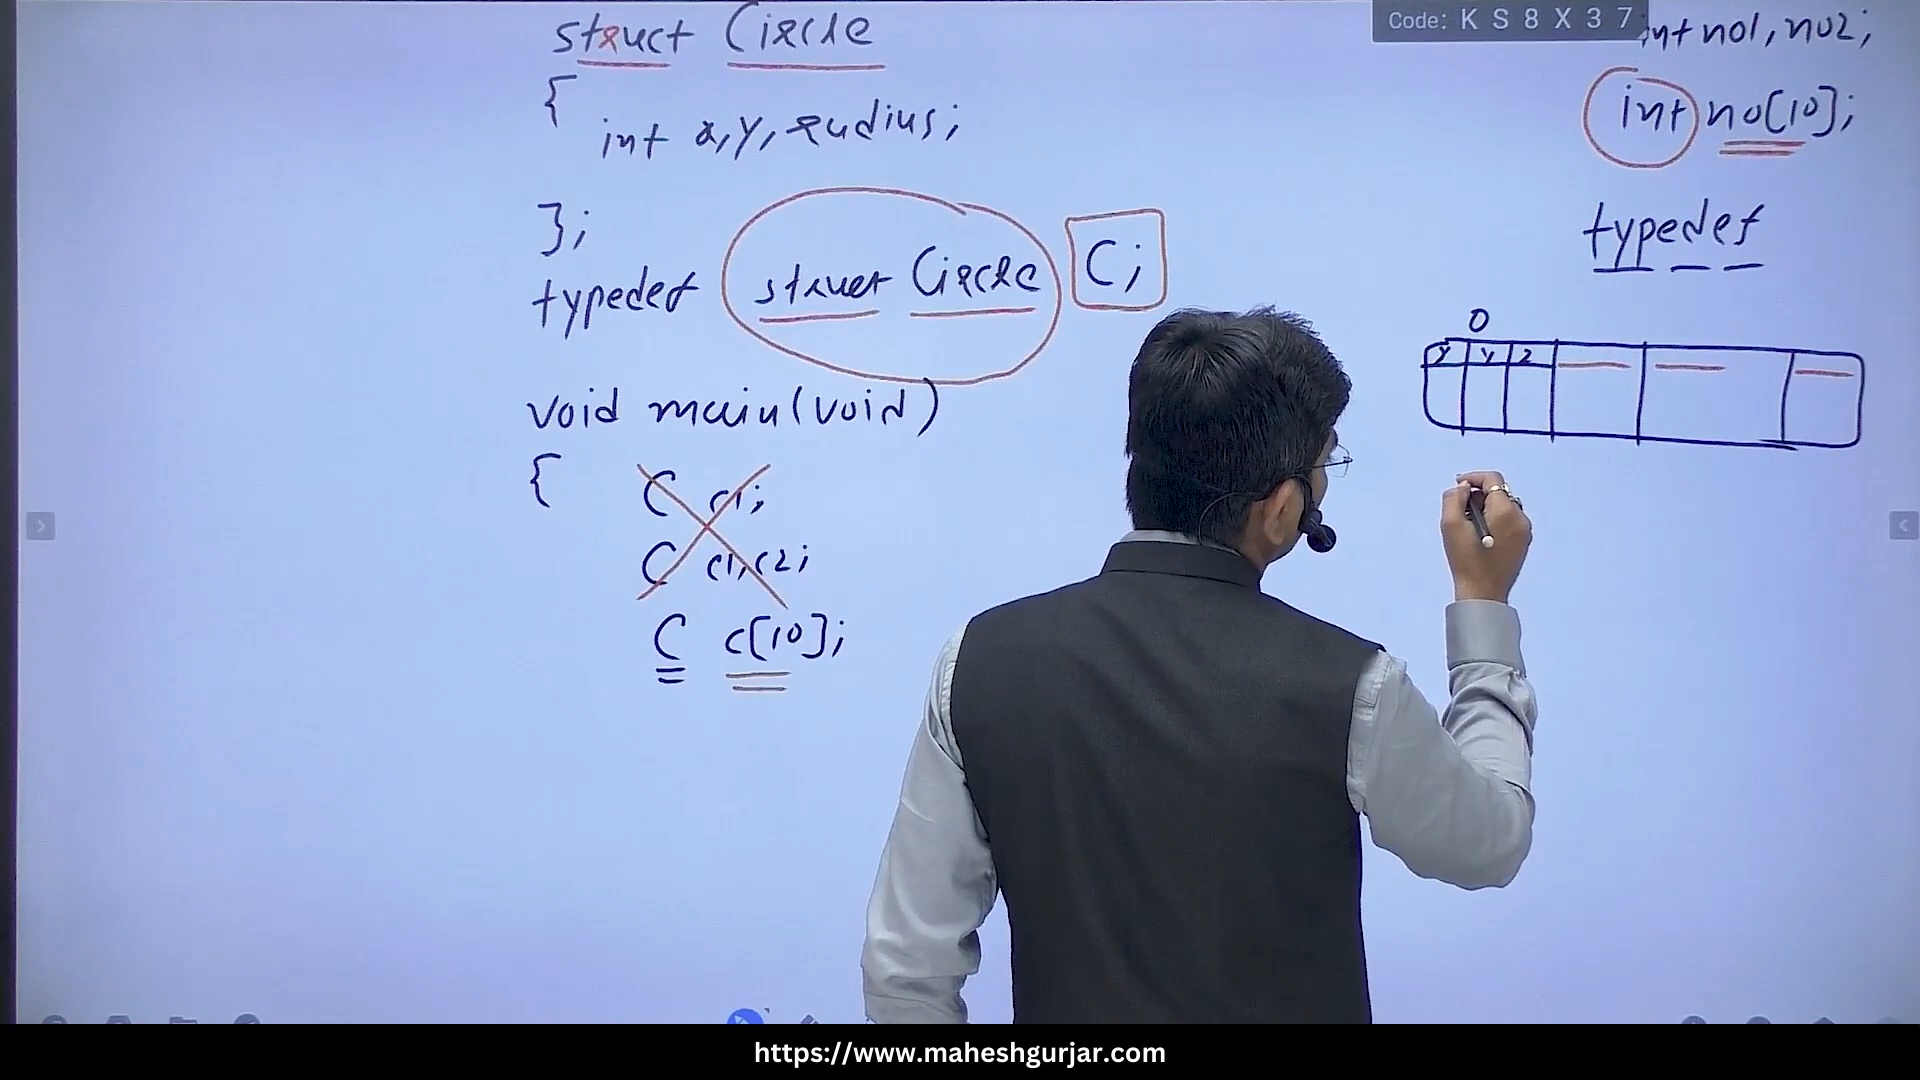 struct Circle
{
int x, y, radius;
};
typedef struct Circle C;
void main(void)
{
C c1;
C c1, c2;
C c[10];
Code: K S 8 X 3 7
int no1, no2;
int no[10];
typedef
0
y y 2
https://www.maheshgurjar.com